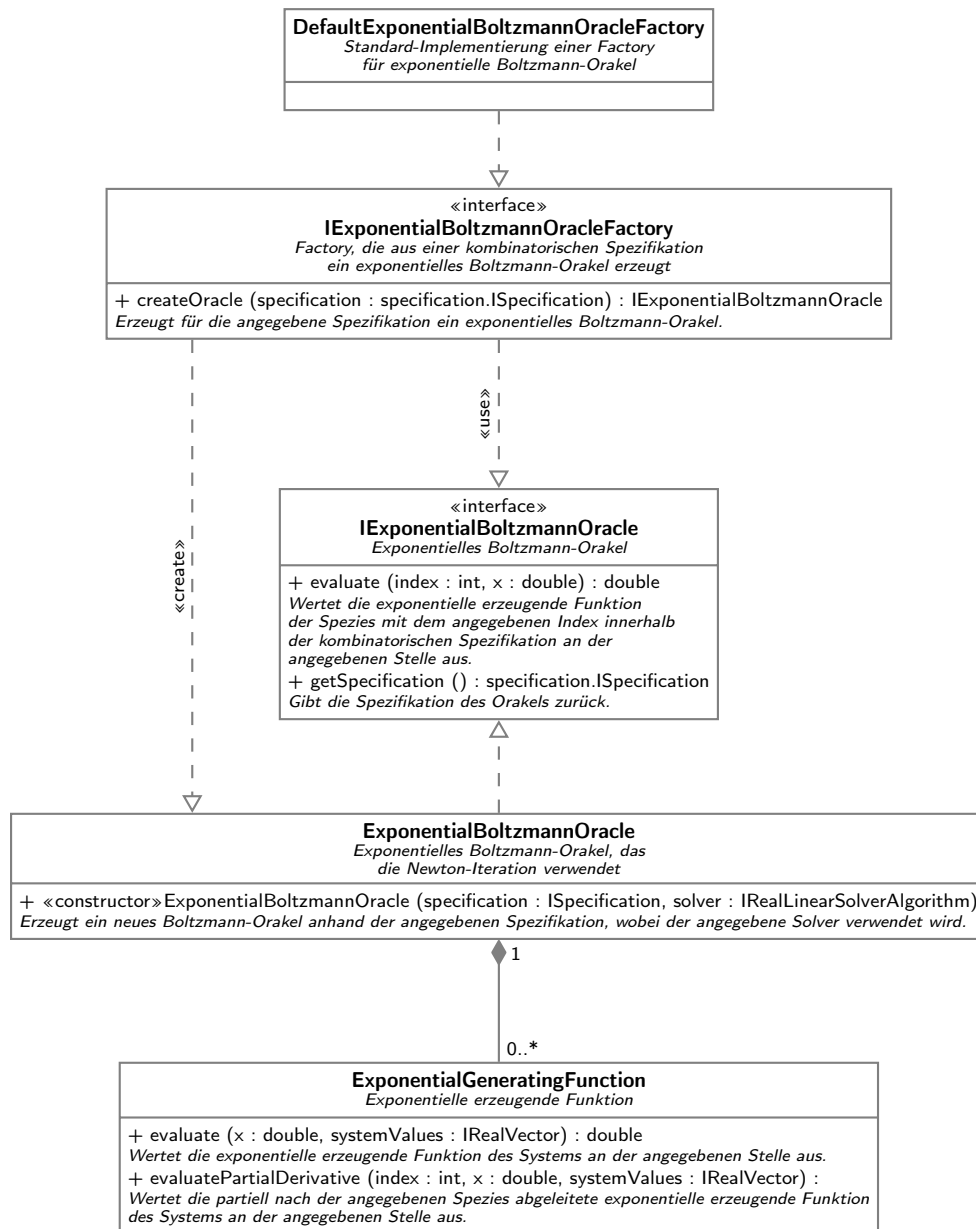 DefaultExponentialBoltzmannOracleFactory
Standard-Implementierung einer Factory
für exponentielle Boltzmann-Orakel
«interface»
IExponentialBoltzmannOracleFactory
Factory, die aus einer kombinatorischen Spezifikation
ein exponentielles Boltzmann-Orakel erzeugt
+ createOracle (specification : specification.ISpecification) : IExponentialBoltzmannOracle
Erzeugt für die angegebene Spezifikation ein exponentielles Boltzmann-Orakel.
«use»
«create»
«interface»
IExponentialBoltzmannOracle
Exponentielles Boltzmann-Orakel
+ evaluate (index : int, x : double) : double
Wertet die exponentielle erzeugende Funktion
der Spezies mit dem angegebenen Index innerhalb
der kombinatorischen Spezifikation an der
angegebenen Stelle aus.
+ getSpecification () : specification.ISpecification
Gibt die Spezifikation des Orakels zurück.
ExponentialBoltzmannOracle
Exponentielles Boltzmann-Orakel, das
die Newton-Iteration verwendet
+ «constructor»ExponentialBoltzmannOracle (specification : ISpecification, solver : IRealLinearSolverAlgorithm)
Erzeugt ein neues Boltzmann-Orakel anhand der angegebenen Spezifikation, wobei der angegebene Solver verwendet wird.
1
0..*
ExponentialGeneratingFunction
Exponentielle erzeugende Funktion
+ evaluate (x : double, systemValues : IRealVector) : double
Wertet die exponentielle erzeugende Funktion des Systems an der angegebenen Stelle aus.
+ evaluatePartialDerivative (index : int, x : double, systemValues : IRealVector) :
Wertet die partiell nach der angegebenen Spezies abgeleitete exponentielle erzeugende Funktion
des Systems an der angegebenen Stelle aus.